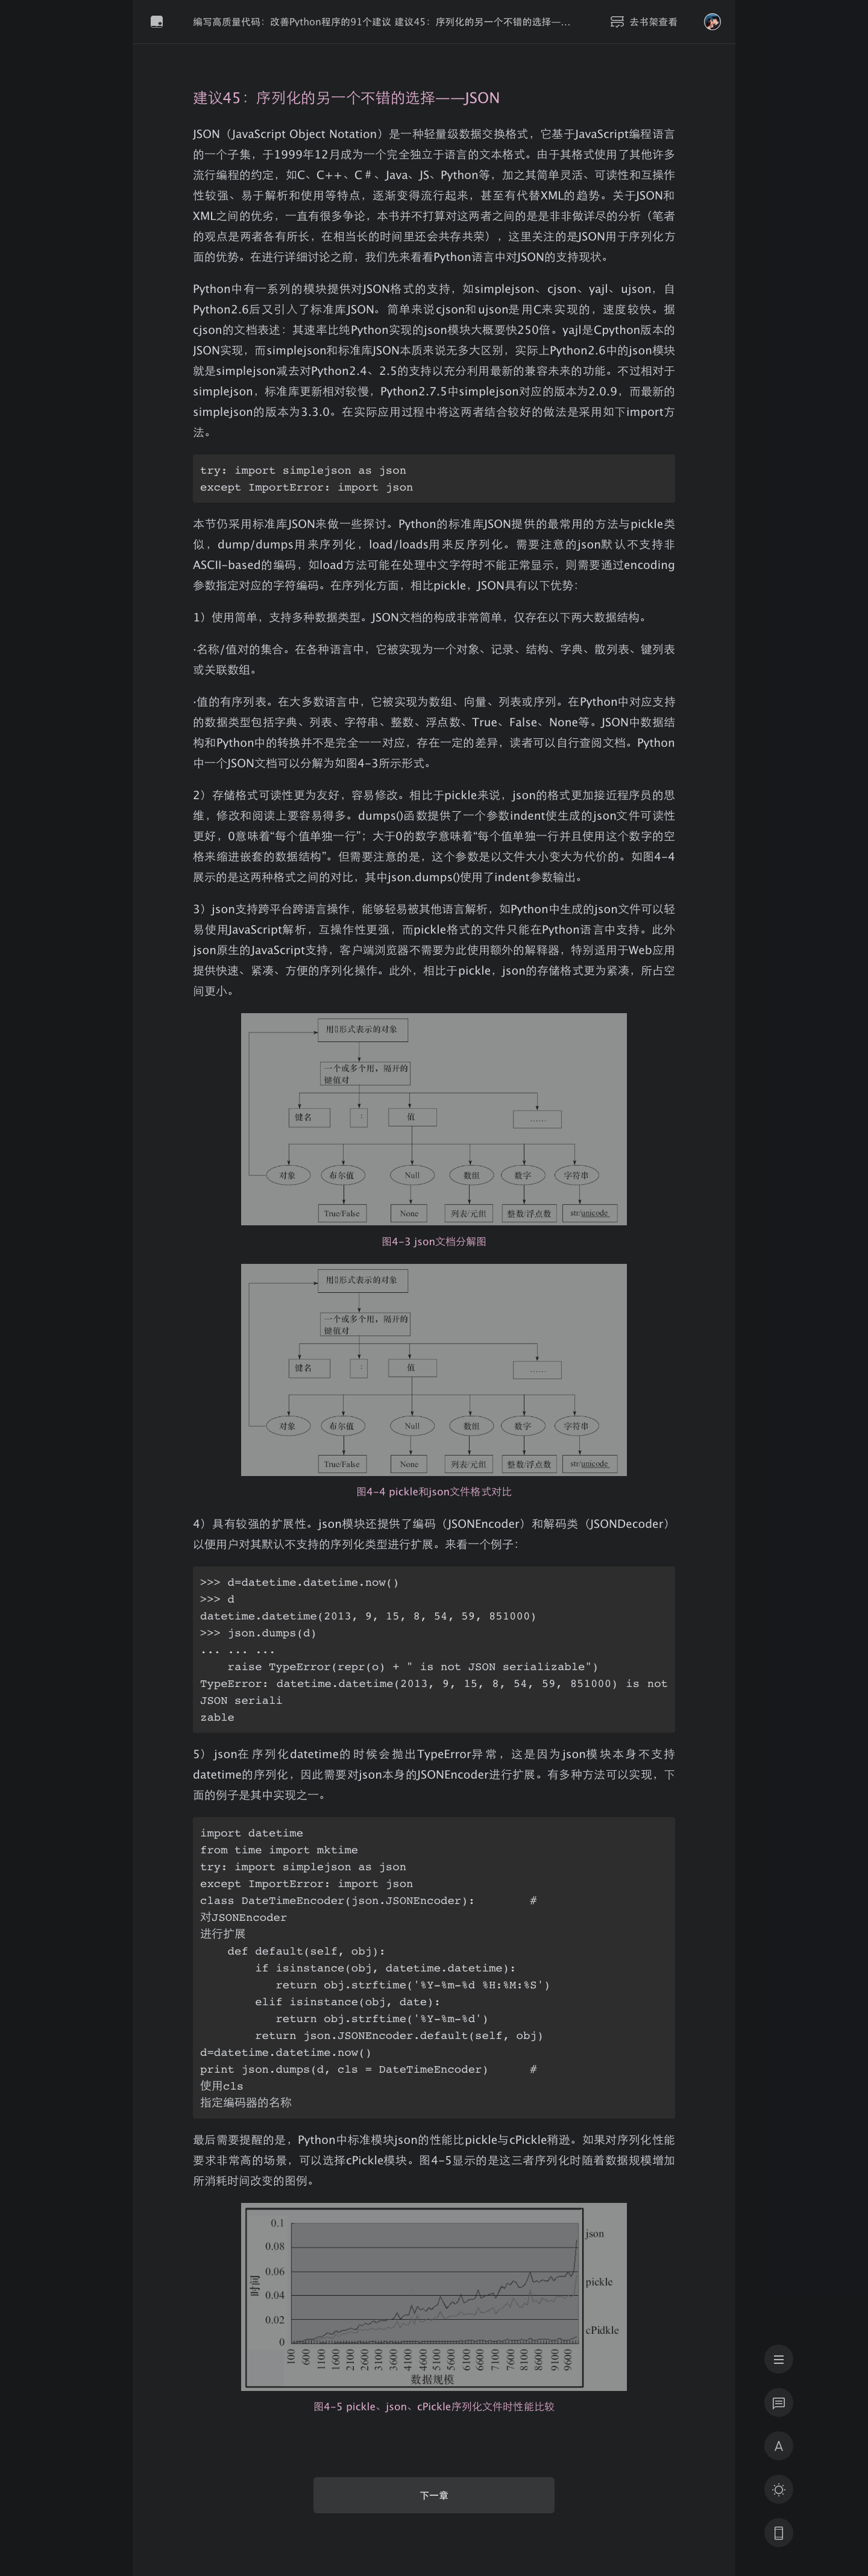 编写高质量代码：改善Python程序的91个建议 建议45：序列化的另一个不错的选择—...
去书架查看
建议45：序列化的另一个不错的选择——JSON
JSON（JavaScript Object Notation）是一种轻量级数据交换格式，它基于JavaScript编程语言
的一个子集，于1999年12月成为一个完全独立于语言的文本格式。由于其格式使用了其他许多
流行编程的约定，如C、C++、C＃、Java、JS、Python等，加之其简单灵活、可读性和互操作
性较强、易于解析和使用等特点，逐渐变得流行起来，甚至有代替XML的趋势。关于JSON和
XML之间的优劣，一直有很多争论，本书并不打算对这两者之间的是是非非做详尽的分析（笔者
的观点是两者各有所长，在相当长的时间里还会共存共荣），这里关注的是JSON用于序列化方
面的优势。在进行详细讨论之前，我们先来看看Python语言中对JSON的支持现状。
Python中有一系列的模块提供对JSON格式的支持，如simplejson、cjson、yajl、ujson，自
Python2.6后又引入了标准库JSON。简单来说cjson和ujson是用C来实现的，速度较快。据
cjson的文档表述：其速率比纯Python实现的json模块大概要快250倍。yajl是Cpython版本的
JSON实现，而simplejson和标准库JSON本质来说无多大区别，实际上Python2.6中的json模块
就是simplejson减去对Python2.4、2.5的支持以充分利用最新的兼容未来的功能。不过相对于
simplejson，标准库更新相对较慢，Python2.7.5中simplejson对应的版本为2.0.9，而最新的
simplejson的版本为3.3.0。在实际应用过程中将这两者结合较好的做法是采用如下import方
法。
try: import simplejson as json
except ImportError: import json
本节仍采用标准库JSON来做一些探讨。Python的标准库JSON提供的最常用的方法与pickle类
似，dump/dumps用来序列化，load/loads用来反序列化。需要注意的json默认不支持非
ASCII-based的编码，如load方法可能在处理中文字符时不能正常显示，则需要通过encoding
参数指定对应的字符编码。在序列化方面，相比pickle，JSON具有以下优势：
1）使用简单，支持多种数据类型。JSON文档的构成非常简单，仅存在以下两大数据结构。
·名称/值对的集合。在各种语言中，它被实现为一个对象、记录、结构、字典、散列表、键列表
或关联数组。
·值的有序列表。在大多数语言中，它被实现为数组、向量、列表或序列。在Python中对应支持
的数据类型包括字典、列表、字符串、整数、浮点数、True、False、None等。JSON中数据结
构和Python中的转换并不是完全一一对应，存在一定的差异，读者可以自行查阅文档。Python
中一个JSON文档可以分解为如图4-3所示形式。
2）存储格式可读性更为友好，容易修改。相比于pickle来说，json的格式更加接近程序员的思
维，修改和阅读上要容易得多。dumps()函数提供了一个参数indent使生成的json文件可读性
更好，0意味着“每个值单独一行”；大于0的数字意味着“每个值单独一行并且使用这个数字的空
格来缩进嵌套的数据结构”。但需要注意的是，这个参数是以文件大小变大为代价的。如图4-4
展示的是这两种格式之间的对比，其中json.dumps()使用了indent参数输出。
3）json支持跨平台跨语言操作，能够轻易被其他语言解析，如Python中生成的json文件可以轻
易使用JavaScript解析，互操作性更强，而pickle格式的文件只能在Python语言中支持。此外
json原生的JavaScript支持，客户端浏览器不需要为此使用额外的解释器，特别适用于Web应用
提供快速、紧凑、方便的序列化操作。此外，相比于pickle，json的存储格式更为紧凑，所占空
间更小。
用{}形式表示的对象
一个或多个用，隔开的
键值对
键名
:
值
……
对象
布尔值
Null
数组
数字
字符串
True/False
None
列表/元组
整数/浮点数
str/unicode
图4-3 json文档分解图
用{}形式表示的对象
一个或多个用，隔开的
键值对
键名
:
值
……
对象
布尔值
Null
数组
数字
字符串
True/False
None
列表/元组
整数/浮点数
str/unicode
图4-4 pickle和json文件格式对比
4）具有较强的扩展性。json模块还提供了编码（JSONEncoder）和解码类（JSONDecoder）
以便用户对其默认不支持的序列化类型进行扩展。来看一个例子：
>>> d=datetime.datetime.now()
>>> d
datetime.datetime(2013, 9, 15, 8, 54, 59, 851000)
>>> json.dumps(d)
... ... ...
raise TypeError(repr(o) + " is not JSON serializable")
TypeError: datetime.datetime(2013, 9, 15, 8, 54, 59, 851000) is not
JSON seriali
zable
5）json在序列化datetime的时候会抛出TypeError异常，这是因为json模块本身不支持
datetime的序列化，因此需要对json本身的JSONEncoder进行扩展。有多种方法可以实现，下
面的例子是其中实现之一。
import datetime
from time import mktime
try: import simplejson as json
except ImportError: import json
class DateTimeEncoder(json.JSONEncoder):        #
对JSONEncoder
进行扩展
def default(self, obj):
if isinstance(obj, datetime.datetime):
return obj.strftime('%Y-%m-%d %H:%M:%S')
elif isinstance(obj, date):
return obj.strftime('%Y-%m-%d')
return json.JSONEncoder.default(self, obj)
d=datetime.datetime.now()
print json.dumps(d, cls = DateTimeEncoder)      #
使用cls
指定编码器的名称
最后需要提醒的是，Python中标准模块json的性能比pickle与cPickle稍逊。如果对序列化性能
要求非常高的场景，可以选择cPickle模块。图4-5显示的是这三者序列化时随着数据规模增加
所消耗时间改变的图例。
时间
0.1
0.08
0.06
0.04
0.02
0
json
pickle
cPidkle
100 600 1100 1600 2100 2600 3100 3600 4100 4600 5100 5600 6100 6600 7100 7600 8100 8600 9100 9600
数据规模
图4-5 pickle、json、cPickle序列化文件时性能比较
下一章
A